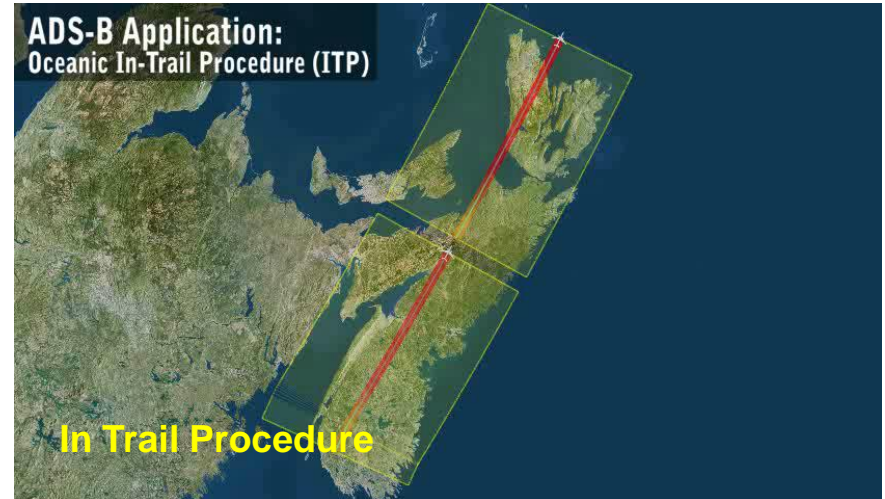 ADS-B Application:
Oceanic In-Trail Procedure (ITP)
In Trail Procedure